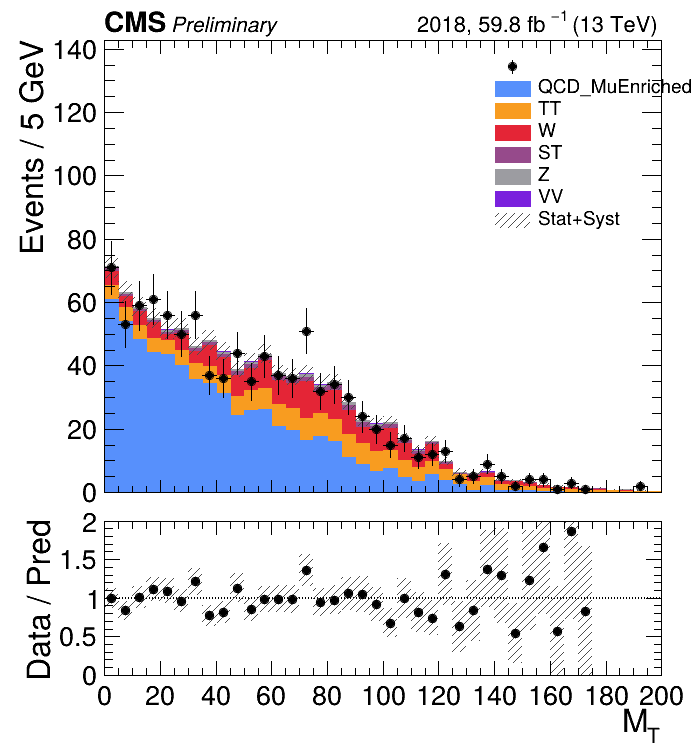 CMS Preliminary 2018, 59.8 fb⁻¹ (13 TeV)
Events / 5 GeV
140
120
100
80
60
40
20
0
QCD_MuEnriched
TT
W
ST
Z
VV
Stat+Syst
Data / Pred
2
1.5
1
0.5
0
0 20 40 60 80 100 120 140 160 180 200
M_T